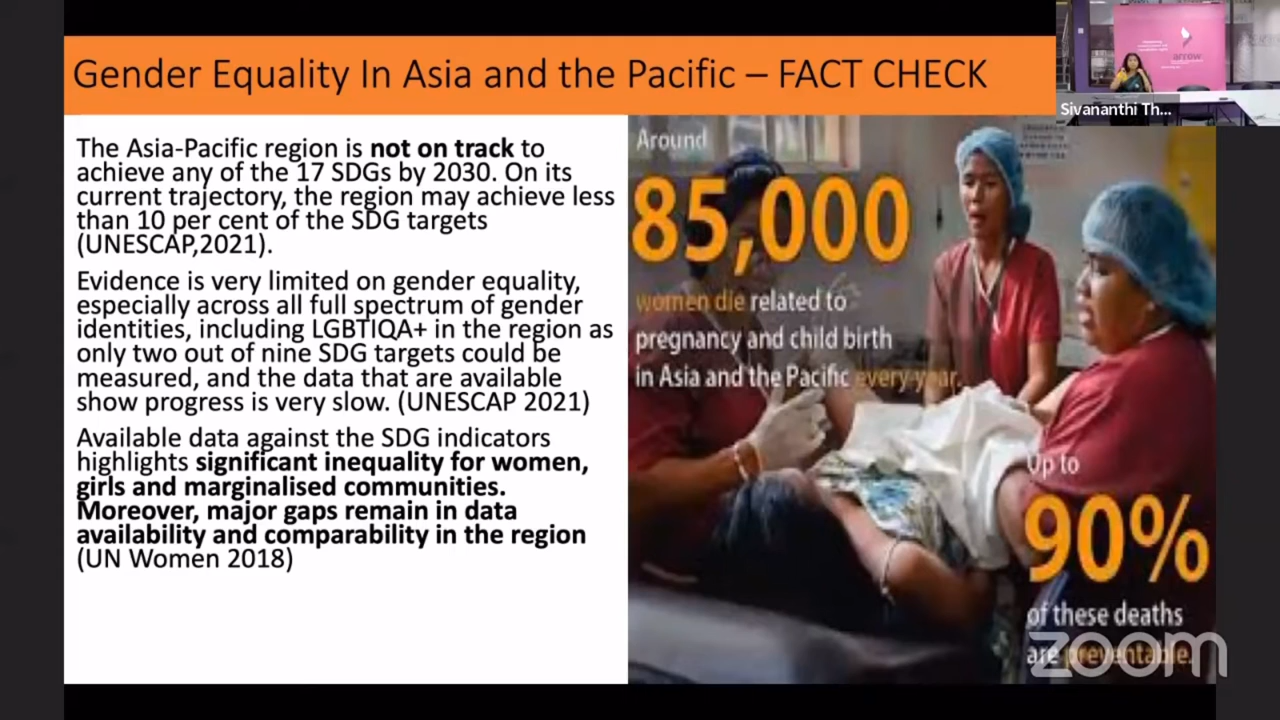 Gender Equality In Asia and the Pacific – FACT CHECK
Sivananthi Th...
The Asia-Pacific region is not on track to
achieve any of the 17 SDGs by 2030. On its
current trajectory, the region may achieve less
than 10 per cent of the SDG targets
(UNESCAP,2021).
Evidence is very limited on gender equality,
especially across all full spectrum of gender
identities, including LGBTIQA+ in the region as
only two out of nine SDG targets could be
measured, and the data that are available
show progress is very slow. (UNESCAP 2021)
Available data against the SDG indicators
highlights significant inequality for women,
girls and marginalised communities.
Moreover, major gaps remain in data
availability and comparability in the region
(UN Women 2018)
Around
85,000
women die related to
pregnancy and child birth
in Asia and the Pacific every year.
Up to
90%
of these deaths
are preventable.
zoom
arrow